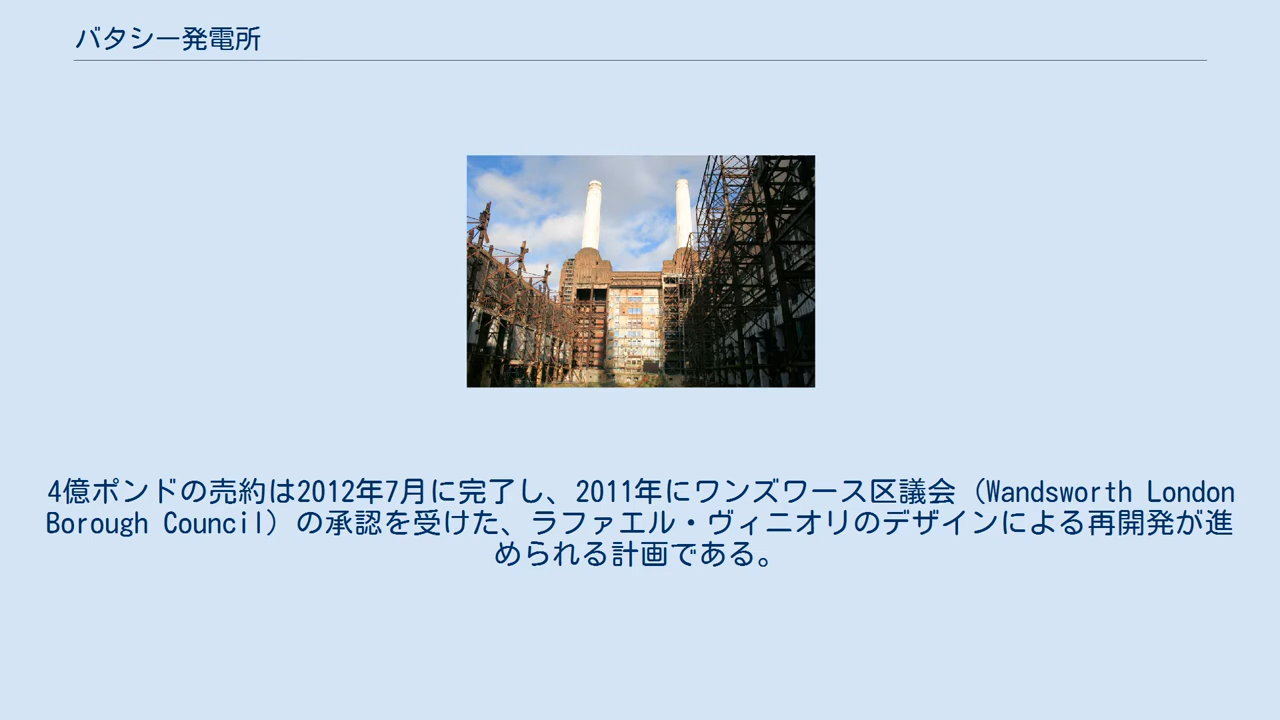 バタシー発電所
4億ポンドの売約は2012年7月に完了し、2011年にワンズワース区議会（Wandsworth London
Borough Council）の承認を受けた、ラファエル・ヴィニオリのデザインによる再開発が進
められる計画である。